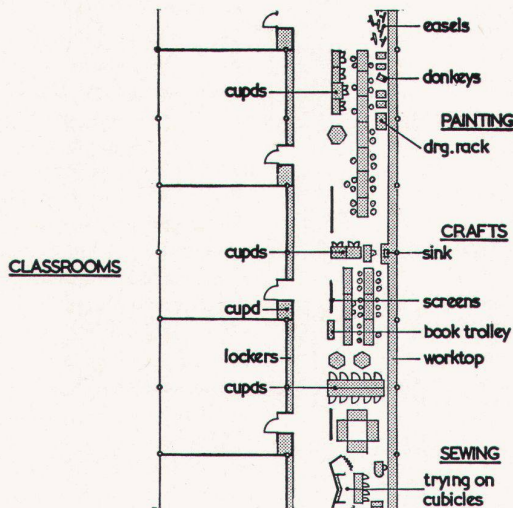 easels
donkeys
cupds
PAINTING
drg.rack
CRAFTS
cupds
sink
CLASSROOMS
screens
cupd
book trolley
lockers
worktop
cupds
SEWING
trying on
cubicles